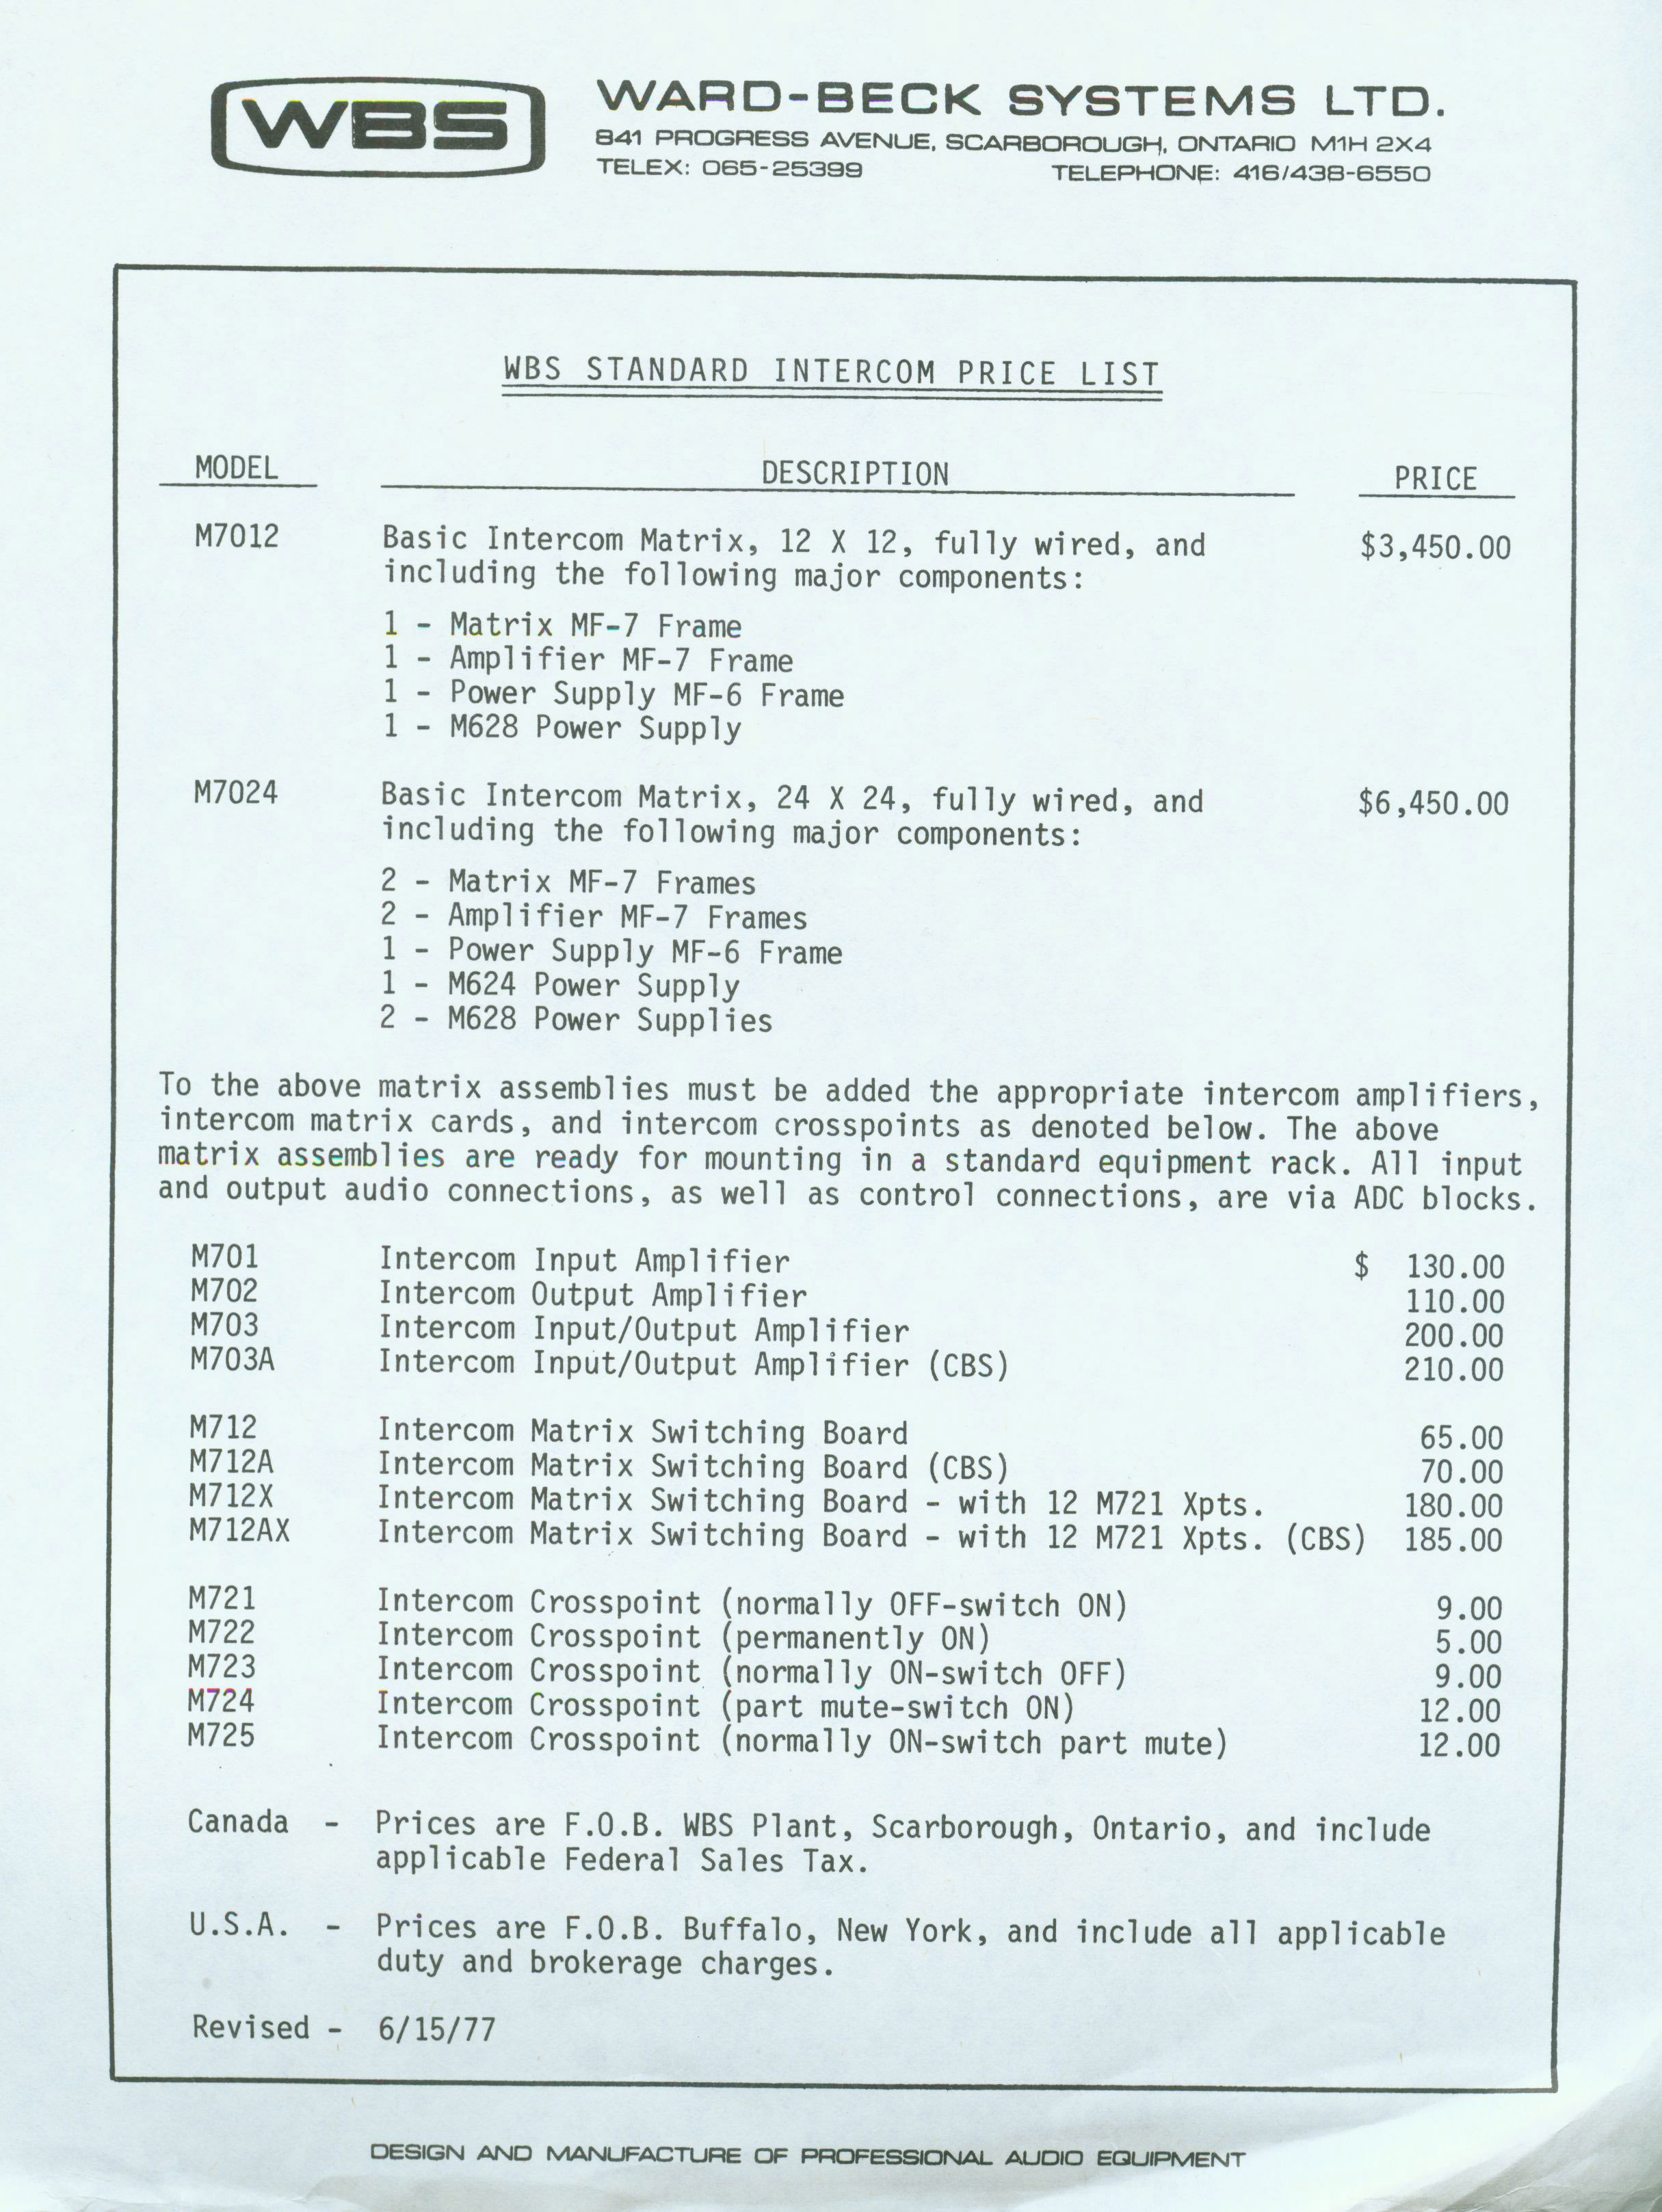 WBS
WARD-BECK SYSTEMS LTD.
841 PROGRESS AVENUE, SCARBOROUGH, ONTARIO M1H 2X4
TELEX: 065-25399 TELEPHONE: 416/438-6550
WBS STANDARD INTERCOM PRICE LIST
MODEL DESCRIPTION PRICE
M7012 Basic Intercom Matrix, 12 X 12, fully wired, and $3,450.00
including the following major components:
1 - Matrix MF-7 Frame
1 - Amplifier MF-7 Frame
1 - Power Supply MF-6 Frame
1 - M628 Power Supply
M7024 Basic Intercom Matrix, 24 X 24, fully wired, and $6,450.00
including the following major components:
2 - Matrix MF-7 Frames
2 - Amplifier MF-7 Frames
1 - Power Supply MF-6 Frame
1 - M624 Power Supply
2 - M628 Power Supplies
To the above matrix assemblies must be added the appropriate intercom amplifiers,
intercom matrix cards, and intercom crosspoints as denoted below. The above
matrix assemblies are ready for mounting in a standard equipment rack. All input
and output audio connections, as well as control connections, are via ADC blocks.
M701 Intercom Input Amplifier $ 130.00
M702 Intercom Output Amplifier 110.00
M703 Intercom Input/Output Amplifier 200.00
M703A Intercom Input/Output Amplifier (CBS) 210.00
M712 Intercom Matrix Switching Board 65.00
M712A Intercom Matrix Switching Board (CBS) 70.00
M712X Intercom Matrix Switching Board - with 12 M721 Xpts. 180.00
M712AX Intercom Matrix Switching Board - with 12 M721 Xpts. (CBS) 185.00
M721 Intercom Crosspoint (normally OFF-switch ON) 9.00
M722 Intercom Crosspoint (permanently ON) 5.00
M723 Intercom Crosspoint (normally ON-switch OFF) 9.00
M724 Intercom Crosspoint (part mute-switch ON) 12.00
M725 Intercom Crosspoint (normally ON-switch part mute) 12.00
Canada - Prices are F.O.B. WBS Plant, Scarborough, Ontario, and include
applicable Federal Sales Tax.
U.S.A. - Prices are F.O.B. Buffalo, New York, and include all applicable
duty and brokerage charges.
Revised - 6/15/77
DESIGN AND MANUFACTURE OF PROFESSIONAL AUDIO EQUIPMENT